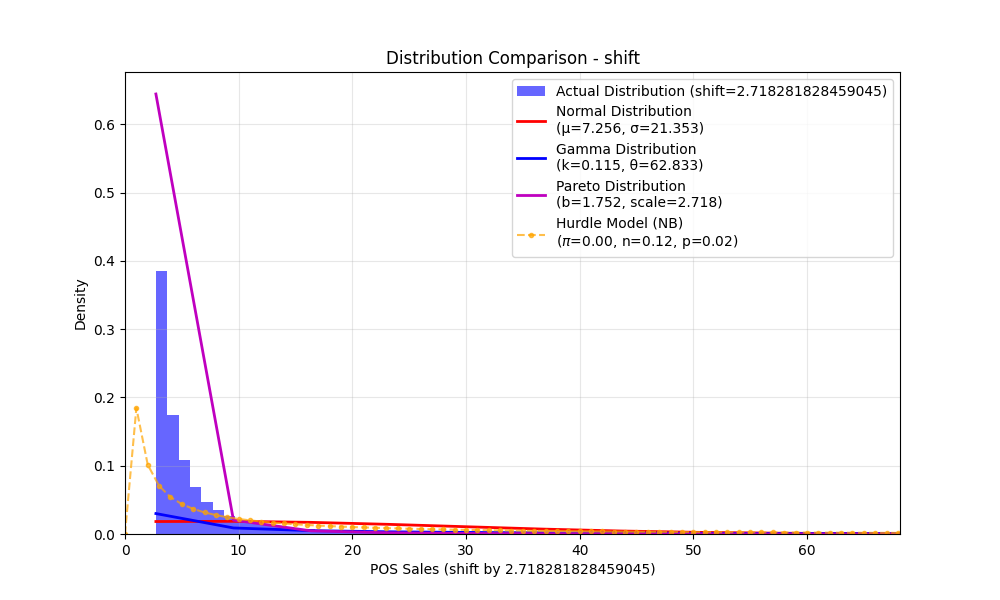 Distribution Comparison - shift
Actual Distribution (shift=2.718281828459045)
Normal Distribution
(μ=7.256, σ=21.353)
Gamma Distribution
(k=0.115, θ=62.833)
Pareto Distribution
(b=1.752, scale=2.718)
Hurdle Model (NB)
(π=0.00, n=0.12, p=0.02)
Density
0.6
0.5
0.4
0.3
0.2
0.1
0.0
0 10 20 30 40 50 60
POS Sales (shift by 2.718281828459045)